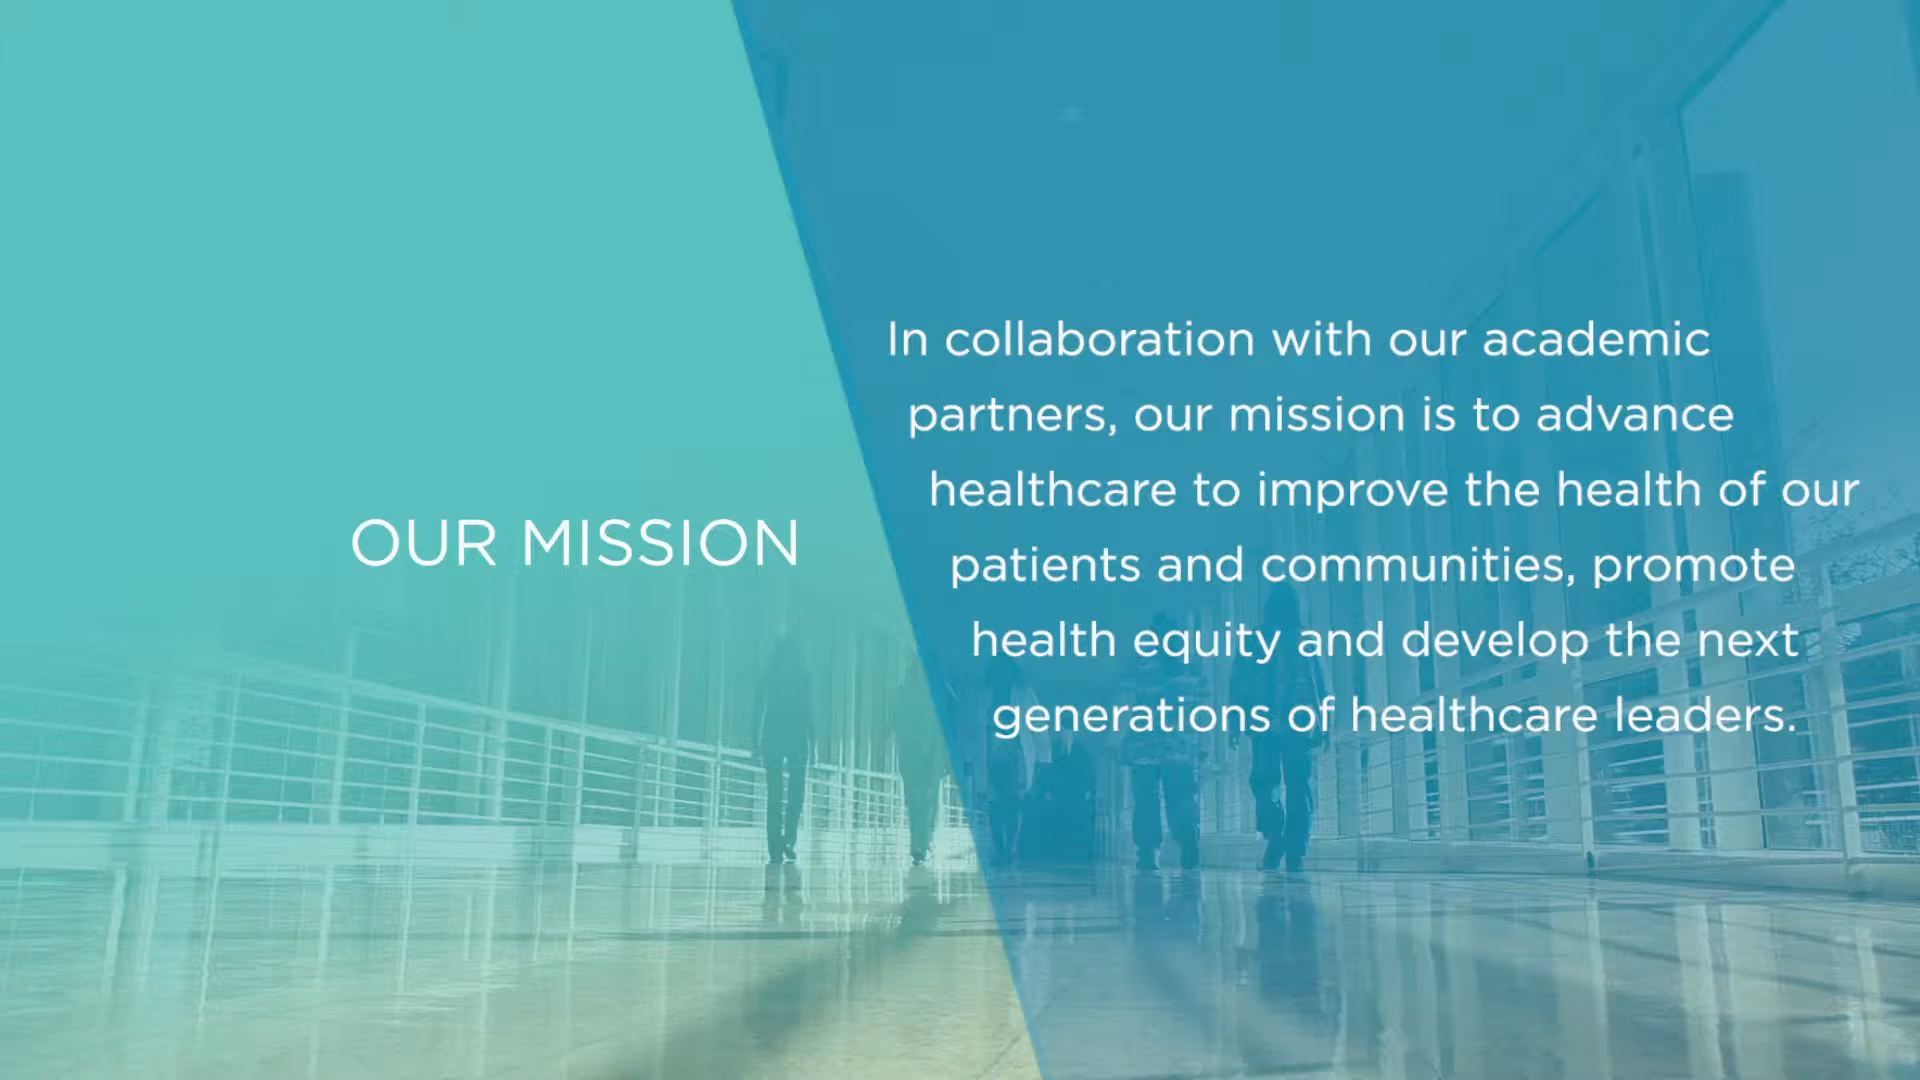 OUR MISSION
In collaboration with our academic
partners, our mission is to advance
healthcare to improve the health of our
patients and communities, promote
health equity and develop the next
generations of healthcare leaders.